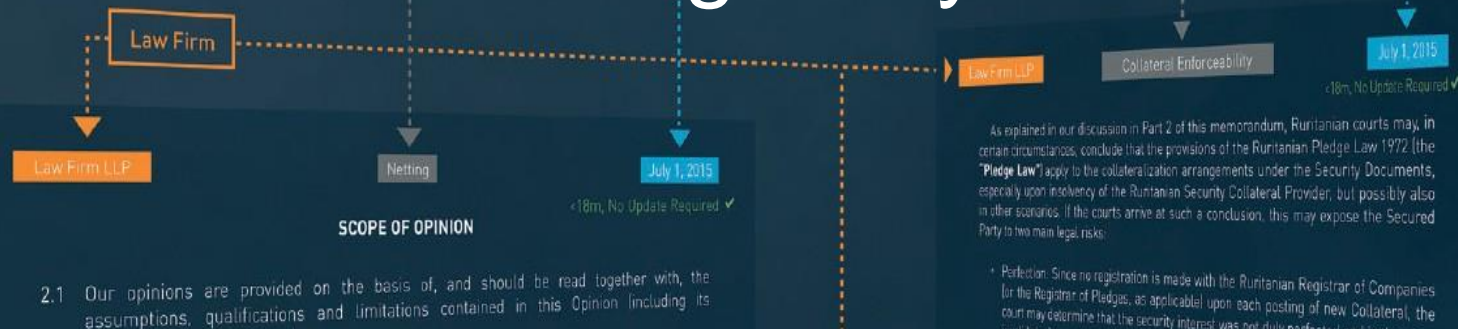 Law Firm
Law Firm LLP
Netting
July 1, 2015
<18m, No Update Required ✔
SCOPE OF OPINION
2.1 Our opinions are provided on the basis of, and should be read together with, the
assumptions, qualifications and limitations contained in this Opinion (including its
Law Firm LLP
Collateral Enforceability
July 1, 2015
<18m, No Update Required ✔
As explained in our discussion in Part 2 of this memorandum, Ruritanian courts may, in
certain circumstances, conclude that the provisions of the Ruritanian Pledge Law 1972 (the
"Pledge Law") apply to the collateralization arrangements under the Security Documents,
especially upon insolvency of the Ruritanian Security Collateral Provider, but possibly also
in other scenarios. If the courts arrive at such a conclusion, this may expose the Secured
Party to two main legal risks:
• Perfection: Since no registration is made with the Ruritanian Registrar of Companies
(or the Registrar of Pledges, as applicable) upon each posting of new Collateral, the
court may determine that the security interest was not duly